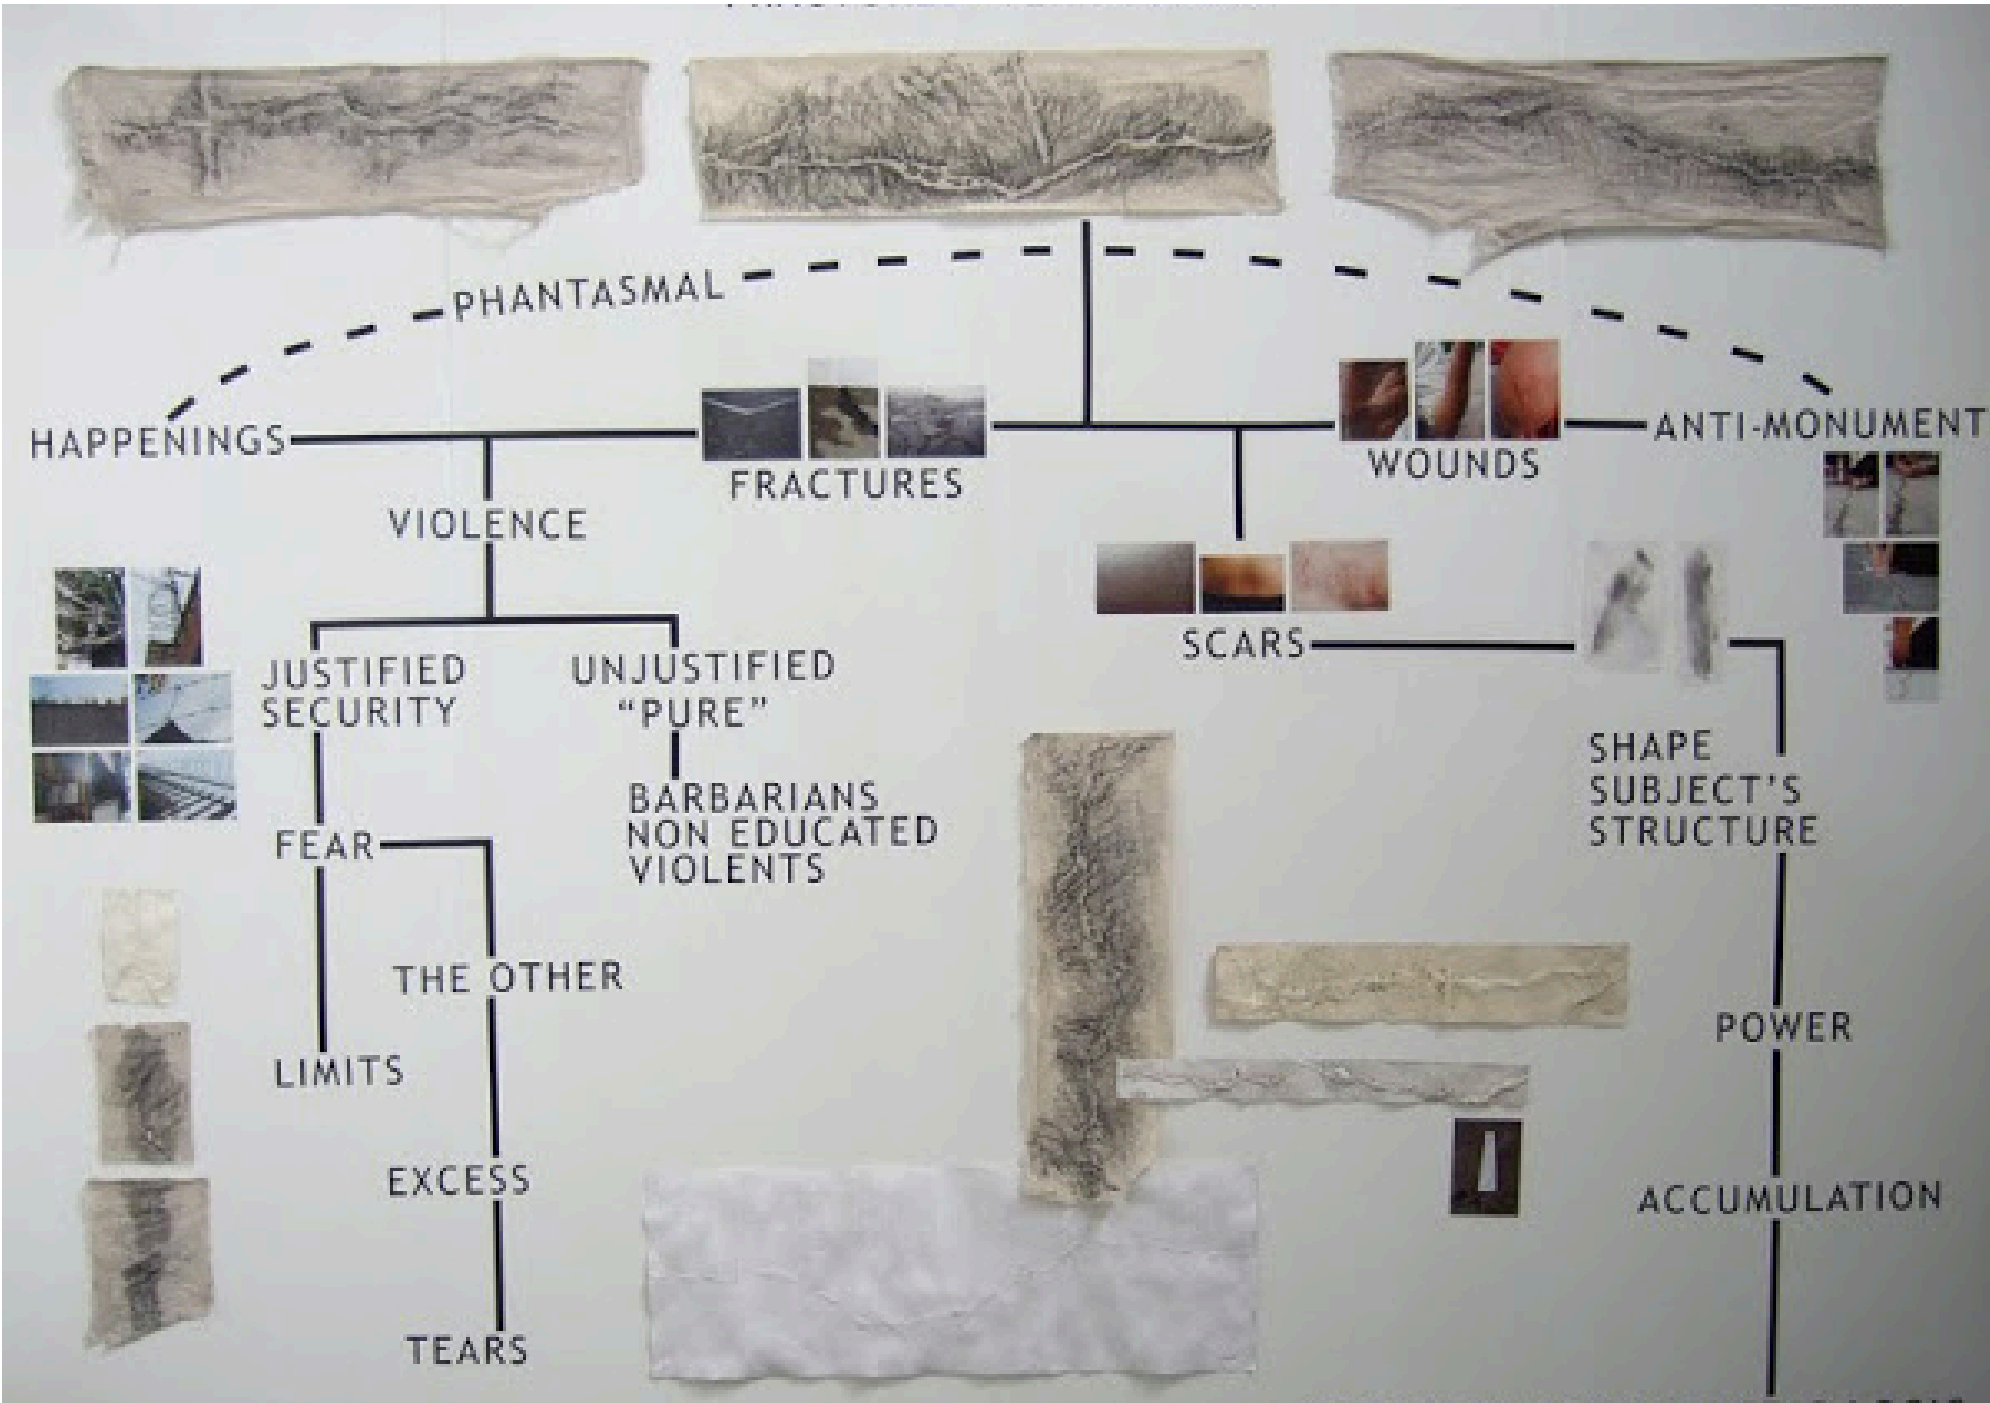 PHANTASMAL
HAPPENINGS
ANTI-MONUMENT
FRACTURES
WOUNDS
VIOLENCE
SCARS
JUSTIFIED
SECURITY
UNJUSTIFIED
“PURE”
SHAPE
SUBJECT’S
STRUCTURE
BARBARIANS
NON EDUCATED
VIOLENTS
FEAR
THE OTHER
LIMITS
POWER
EXCESS
ACCUMULATION
TEARS